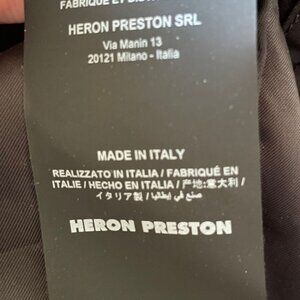 FABRIQUÉ ET DIS
HERON PRESTON SRL
Via Manin 13
20121 Milano - Italia
MADE IN ITALY
REALIZZATO IN ITALIA / FABRIQUÉ EN
ITALIE / HECHO EN ITALIA / 产地:意大利 /
イタリア製 / صنع في إيطاليا
HERON PRESTON